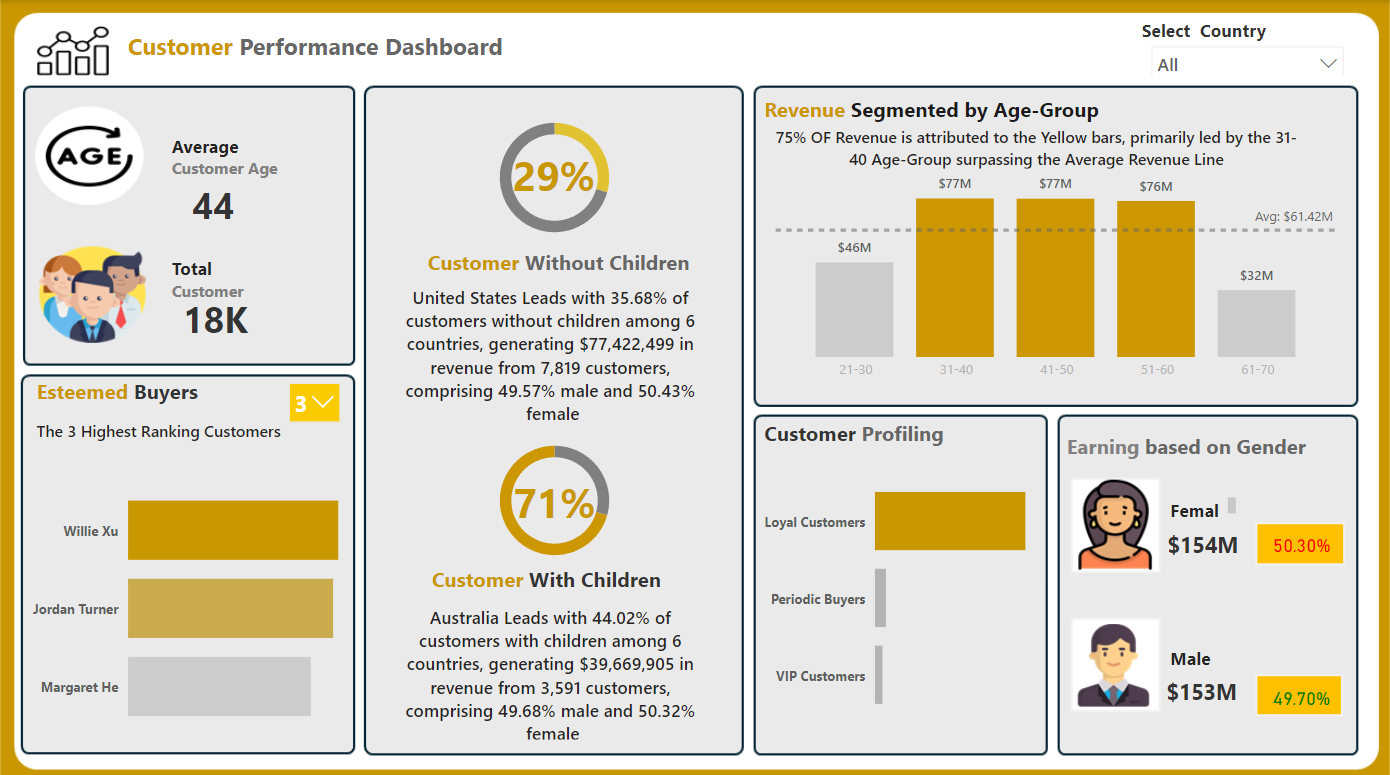 Customer Performance Dashboard
Select Country
All
AGE
Average
Customer Age
44
Total
Customer
18K
Esteemed Buyers
3
The 3 Highest Ranking Customers
Willie Xu
Jordan Turner
Margaret He
29%
Customer Without Children
United States Leads with 35.68% of
customers without children among 6
countries, generating $77,422,499 in
revenue from 7,819 customers,
comprising 49.57% male and 50.43%
female
71%
Customer With Children
Australia Leads with 44.02% of
customers with children among 6
countries, generating $39,669,905 in
revenue from 3,591 customers,
comprising 49.68% male and 50.32%
female
Revenue Segmented by Age-Group
75% OF Revenue is attributed to the Yellow bars, primarily led by the 31-
40 Age-Group surpassing the Average Revenue Line
$46M
$77M
$77M
$76M
$32M
Avg: $61.42M
21-30
31-40
41-50
51-60
61-70
Customer Profiling
Loyal Customers
Periodic Buyers
VIP Customers
Earning based on Gender
Femal
$154M
50.30%
Male
$153M
49.70%